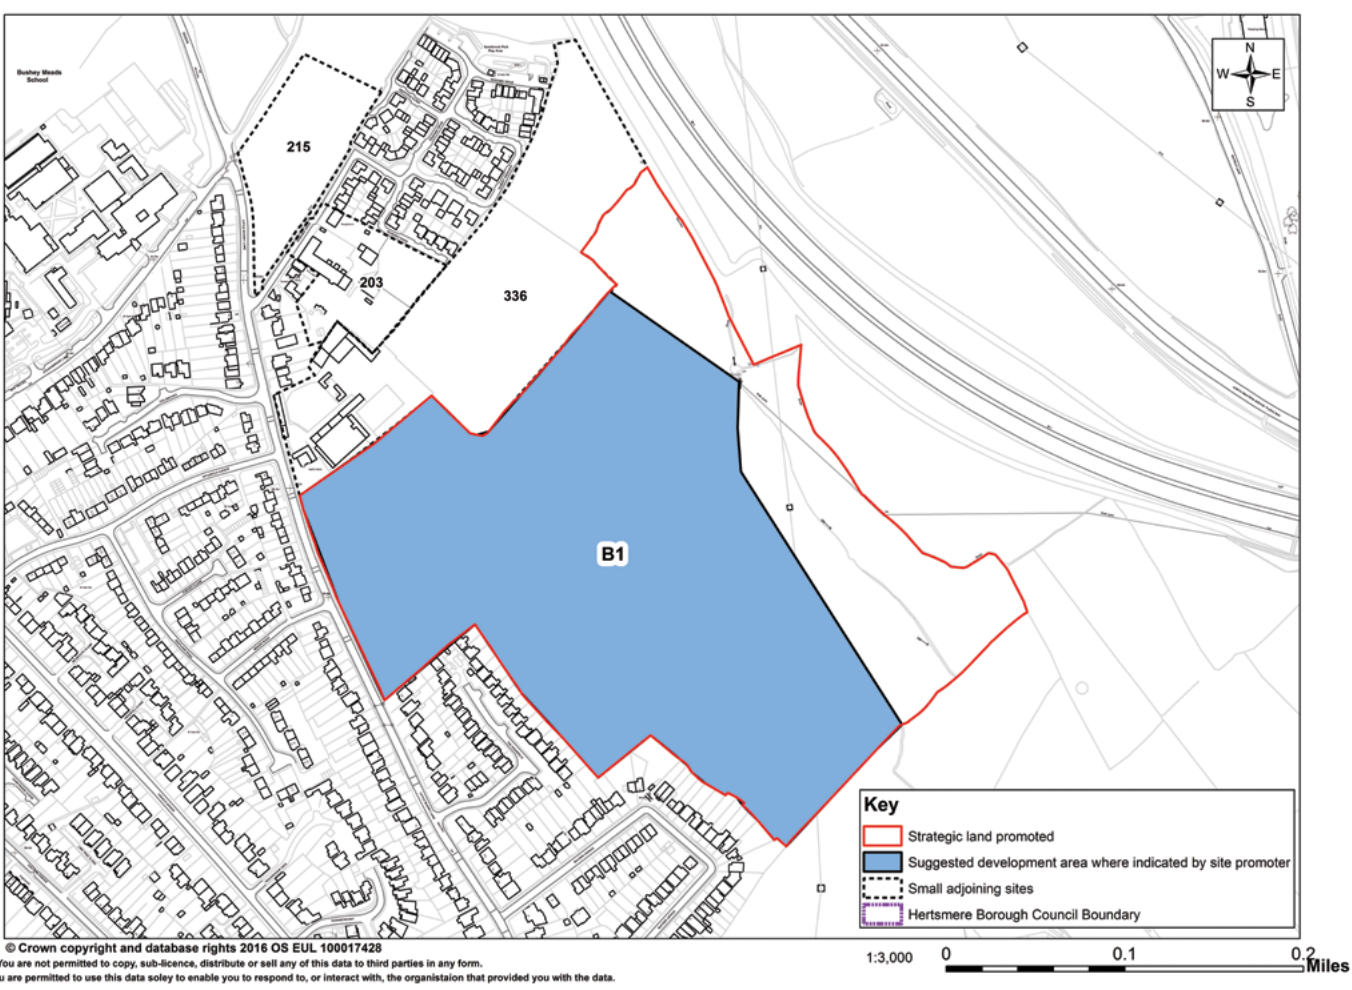 Bushey Meads
School
N
W E
S
215
203
336
B1
Key
Strategic land promoted
Suggested development area where indicated by site promoter
Small adjoining sites
Hertsmere Borough Council Boundary
© Crown copyright and database rights 2016 OS EUL 100017428
You are not permitted to copy, sub-licence, distribute or sell any of this data to third parties in any form.
u are permitted to use this data soley to enable you to respond to, or interact with, the organistaion that provided you with the data.
1:3,000
0 0.1 0.2
Miles